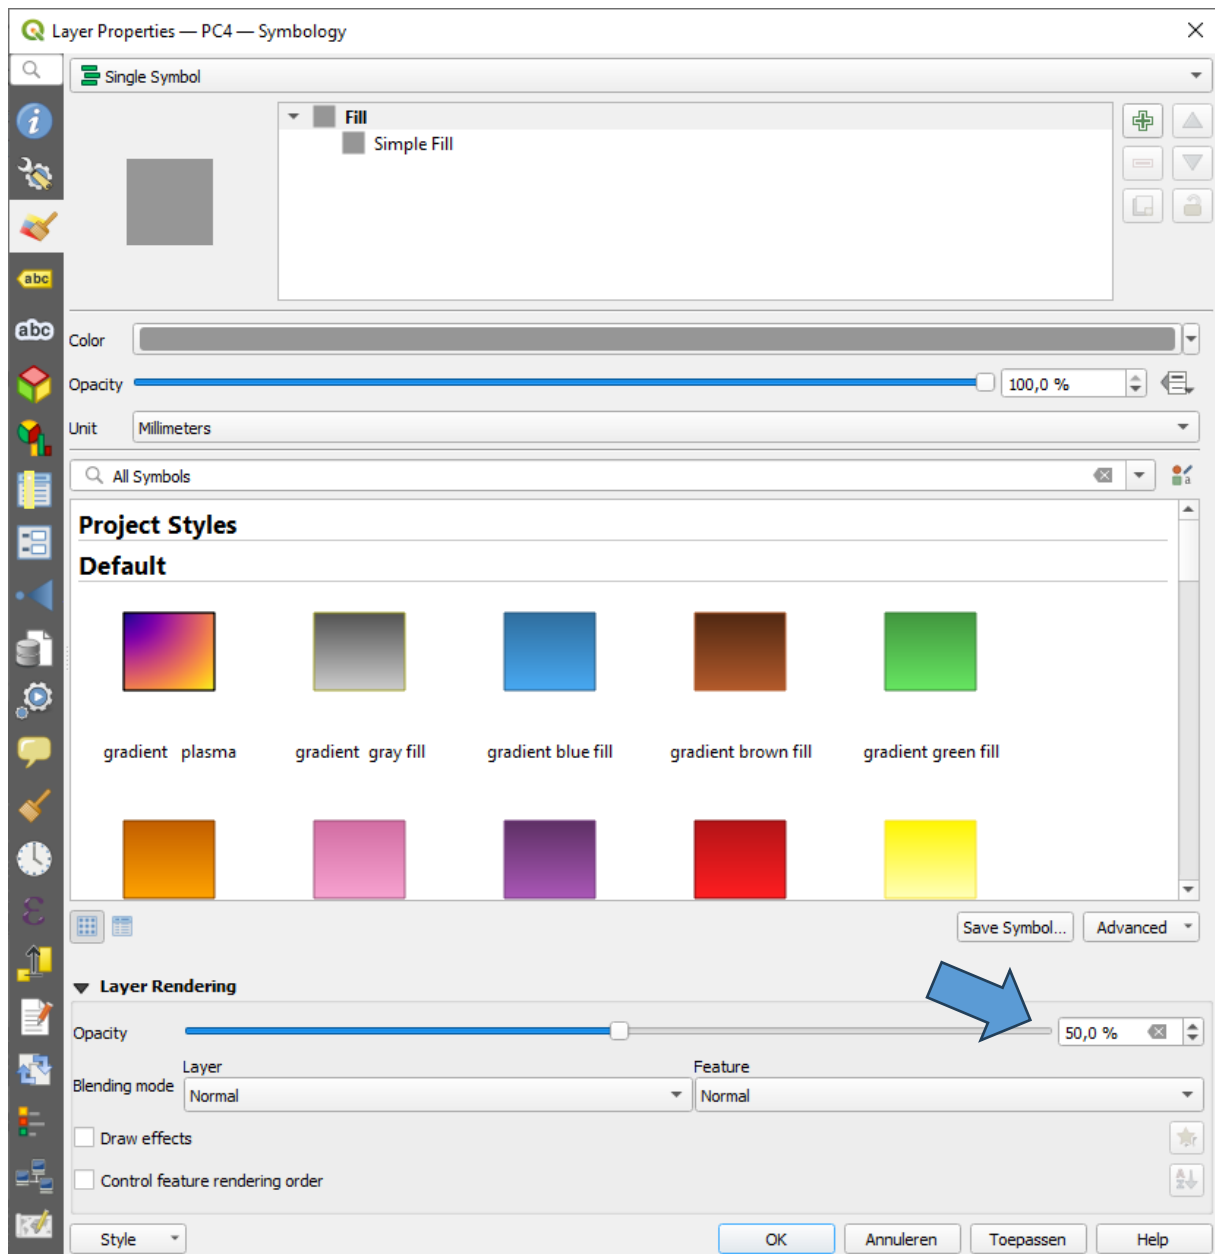 Layer Properties — PC4 — Symbology
Single Symbol
Fill
Simple Fill
abc
abc
Color
Opacity 100,0 %
Unit Millimeters
All Symbols
a
Project Styles
Default
gradient plasma gradient gray fill gradient blue fill gradient brown fill gradient green fill
Save Symbol... Advanced
Layer Rendering
Opacity 50,0 %
Layer Feature
Blending mode Normal Normal
Draw effects
Control feature rendering order
Style OK Annuleren Toepassen Help